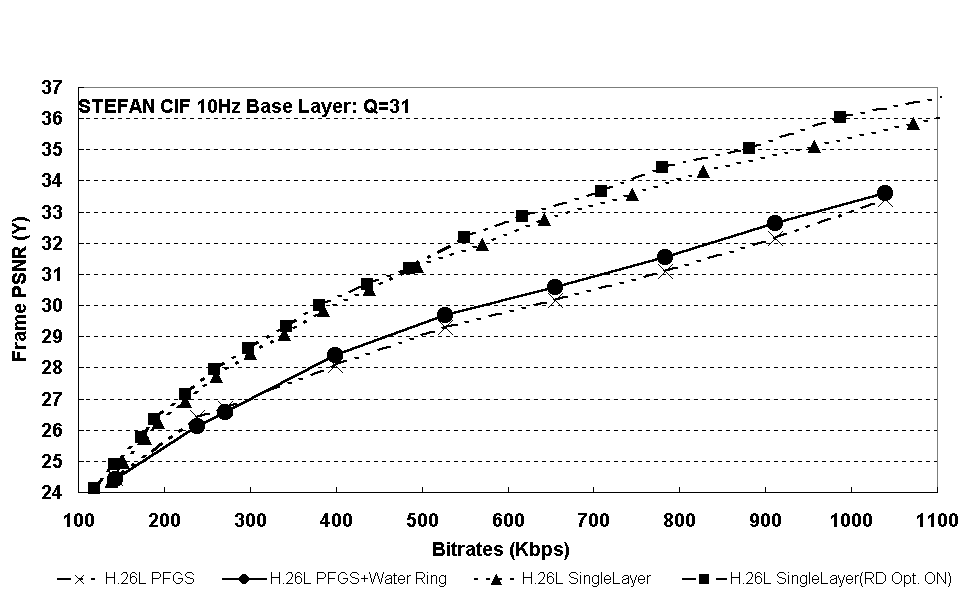 37
STEFAN CIF 10Hz Base Layer: Q=31
36
35
34
33
32
31
30
29
28
27
26
25
24
Frame PSNR (Y)
100 200 300 400 500 600 700 800 900 1000 1100
Bitrates (Kbps)
H.26L PFGS H.26L PFGS+Water Ring H.26L SingleLayer H.26L SingleLayer(RD Opt. ON)